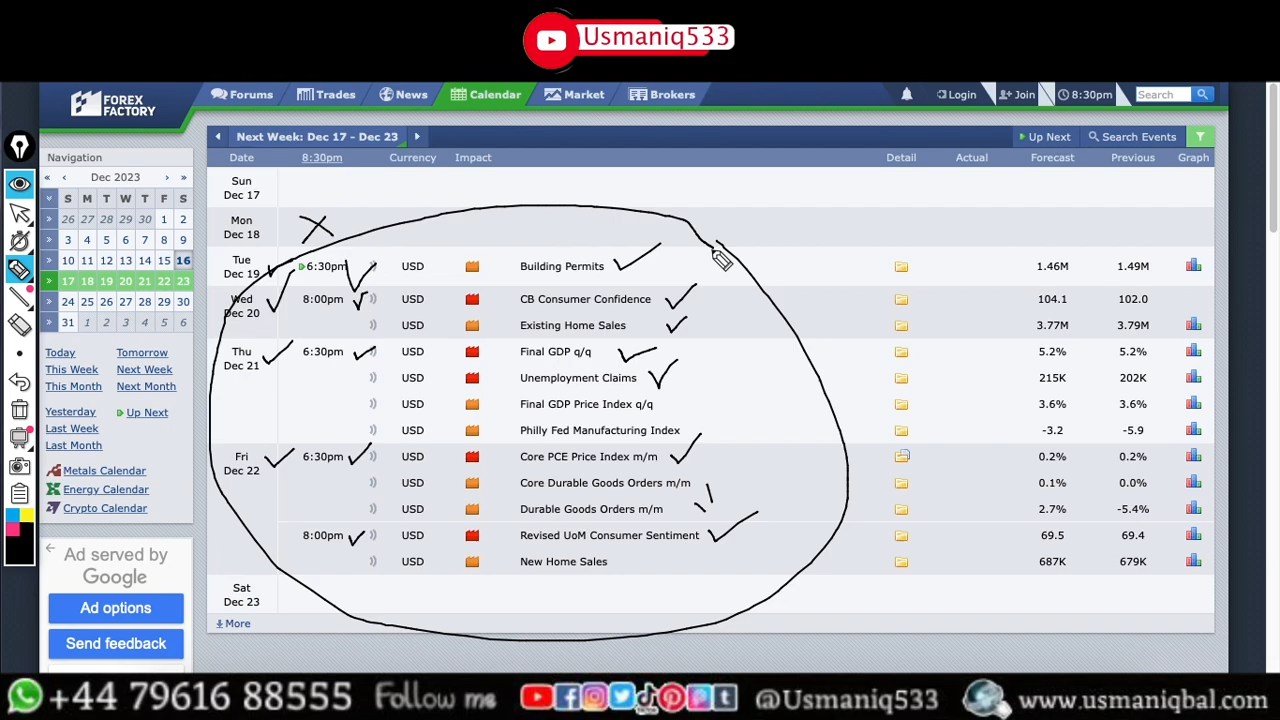 Usmaniq533
FOREX FACTORY
Forums Trades News Calendar Market Brokers Login Join 8:30pm Search
Navigation
« ‹ Dec 2023 › »
S M T W T F S
26 27 28 29 30 1 2
3 4 5 6 7 8 9
10 11 12 13 14 15 16
17 18 19 20 21 22 23
24 25 26 27 28 29 30
31 1 2 3 4 5 6
Today Tomorrow
This Week Next Week
This Month Next Month
Yesterday Up Next
Last Week
Last Month
Metals Calendar
Energy Calendar
Crypto Calendar
Ad served by
Google
Ad options
Send feedback
Next Week: Dec 17 - Dec 23 Up Next Search Events
Date 8:30pm Currency Impact Detail Actual Forecast Previous Graph
Sun
Dec 17
Mon
Dec 18
Tue
Dec 19 6:30pm USD Building Permits 1.46M 1.49M
Wed
Dec 20 8:00pm USD CB Consumer Confidence 104.1 102.0
USD Existing Home Sales 3.77M 3.79M
Thu
Dec 21 6:30pm USD Final GDP q/q 5.2% 5.2%
USD Unemployment Claims 215K 202K
USD Final GDP Price Index q/q 3.6% 3.6%
USD Philly Fed Manufacturing Index -3.2 -5.9
Fri
Dec 22 6:30pm USD Core PCE Price Index m/m 0.2% 0.2%
USD Core Durable Goods Orders m/m 0.1% 0.0%
USD Durable Goods Orders m/m 2.7% -5.4%
8:00pm USD Revised UoM Consumer Sentiment 69.5 69.4
USD New Home Sales 687K 679K
Sat
Dec 23
More
+44 79616 88555 Follow me @Usmaniq533 www.usmaniqbal.com